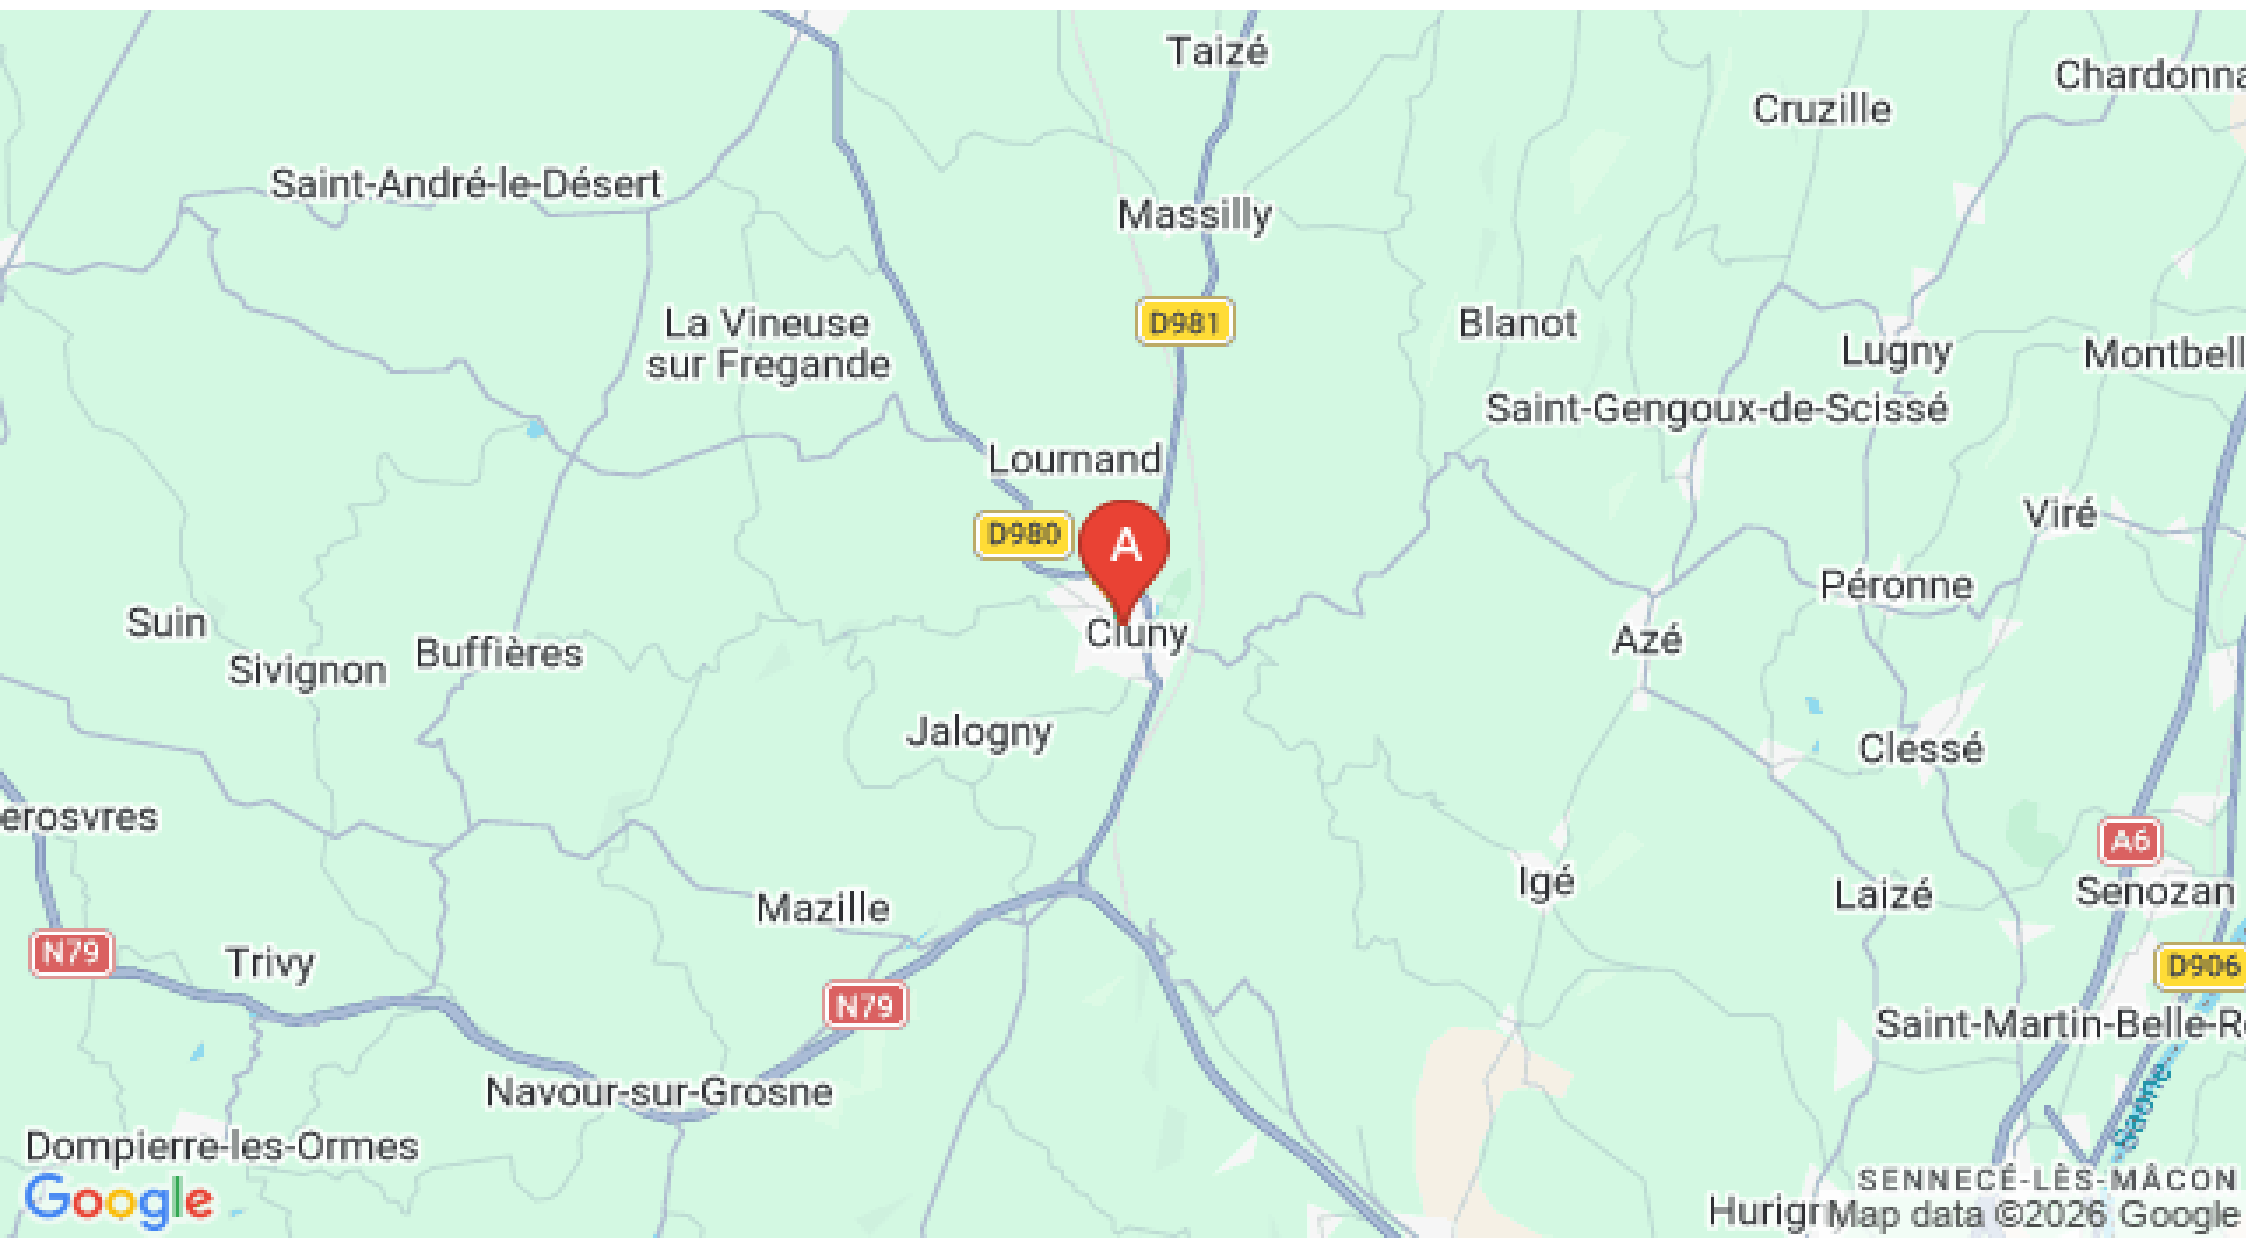 Taizé
Chardonna
Cruzille
Saint-André-le-Désert
Massilly
La Vineuse
sur Fregande
D981
Blanot
Lugny
Montbell
Saint-Gengoux-de-Scissé
Lournand
D980
A
Viré
Péronne
Suin
Cluny
Azé
Buffières
Sivignon
Jalogny
Clessé
erosvres
A6
Igé
Laizé
Senozan
Mazille
N79
Trivy
D906
N79
Saint-Martin-Belle-R
Navour-sur-Grosne
Saône
Dompierre-les-Ormes
SENNECÉ-LÈS-MÂCON
Google
Hurigr
Map data ©2026 Google